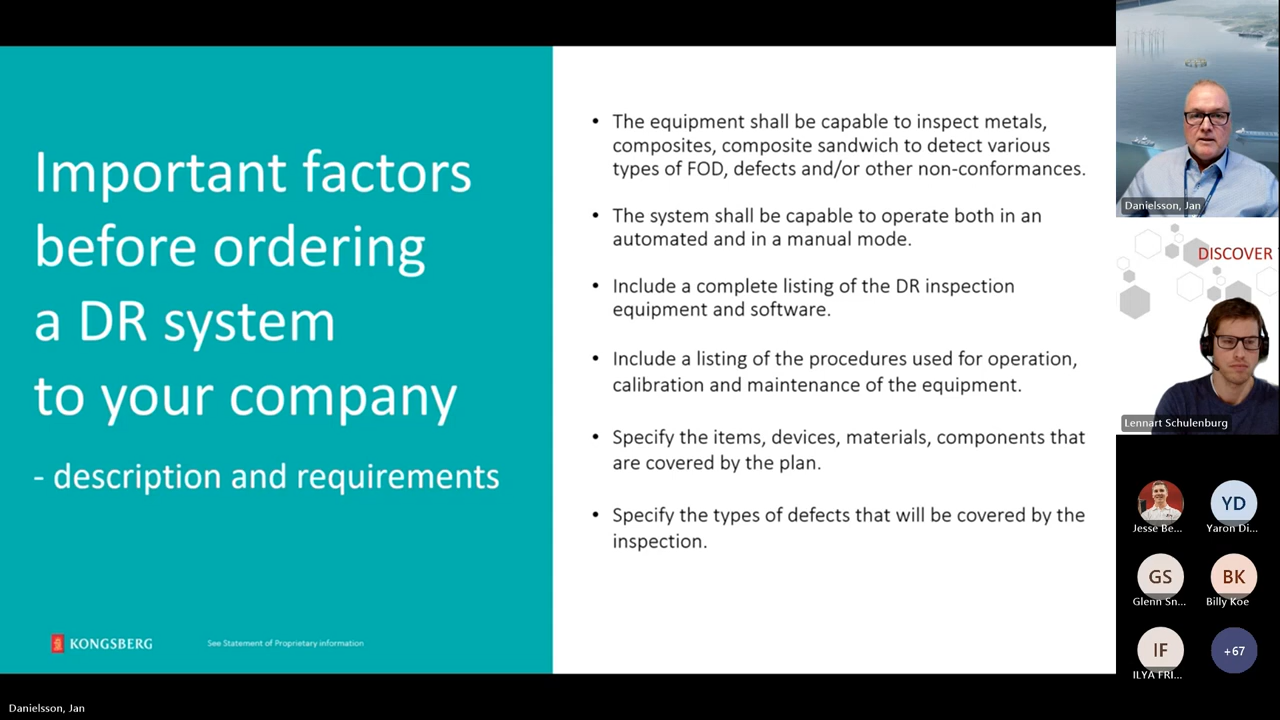 Important factors
before ordering
a DR system
to your company
- description and requirements
KONGSBERG
See Statement of Proprietary information
• The equipment shall be capable to inspect metals,
composites, composite sandwich to detect various
types of FOD, defects and/or other non-conformances.
• The system shall be capable to operate both in an
automated and in a manual mode.
• Include a complete listing of the DR inspection
equipment and software.
• Include a listing of the procedures used for operation,
calibration and maintenance of the equipment.
• Specify the items, devices, materials, components that
are covered by the plan.
• Specify the types of defects that will be covered by the
inspection.
Danielsson, Jan
DISCOVER
Lennart Schulenburg
Jesse Be...
YD
Yaron Di...
GS
Glenn Sn...
BK
Billy Koe
IF
ILYA FRI...
+67
Danielsson, Jan